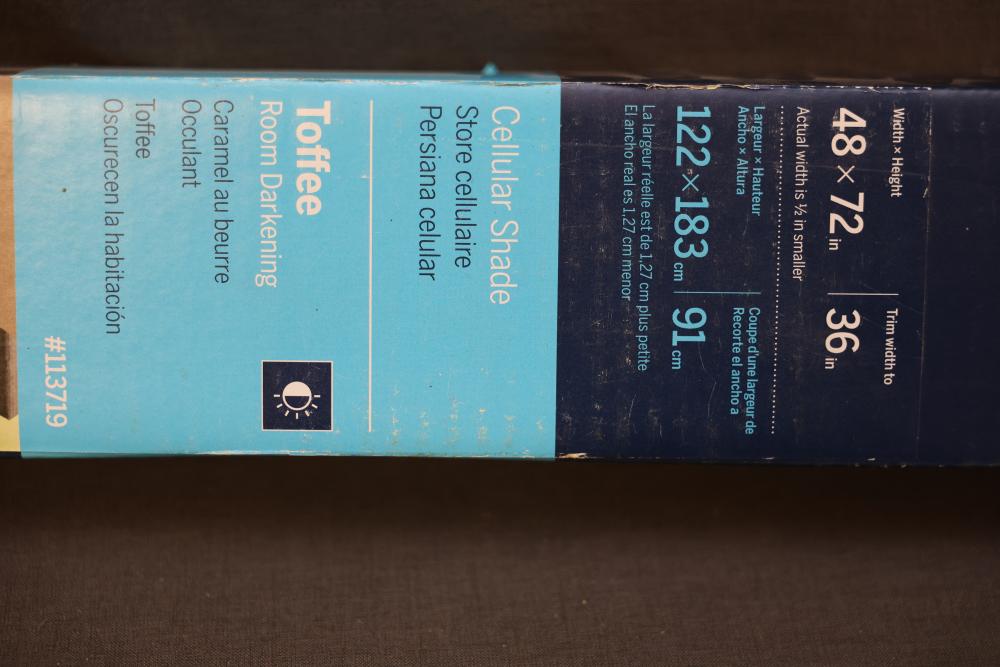 Width × Height
48 × 72 in
Trim width to
36 in
Actual width is ½ in smaller
Largeur × Hauteur
Ancho × Altura
122 × 183 cm
Coupe d'une largeur de
Recorte el ancho a
91 cm
La largeur réelle est de 1,27 cm plus petite
El ancho real es 1,27 cm menor
Cellular Shade
Store cellulaire
Persiana celular
Toffee
Room Darkening
Caramel au beurre
Occultant
Toffee
Oscurecen la habitación
#113719